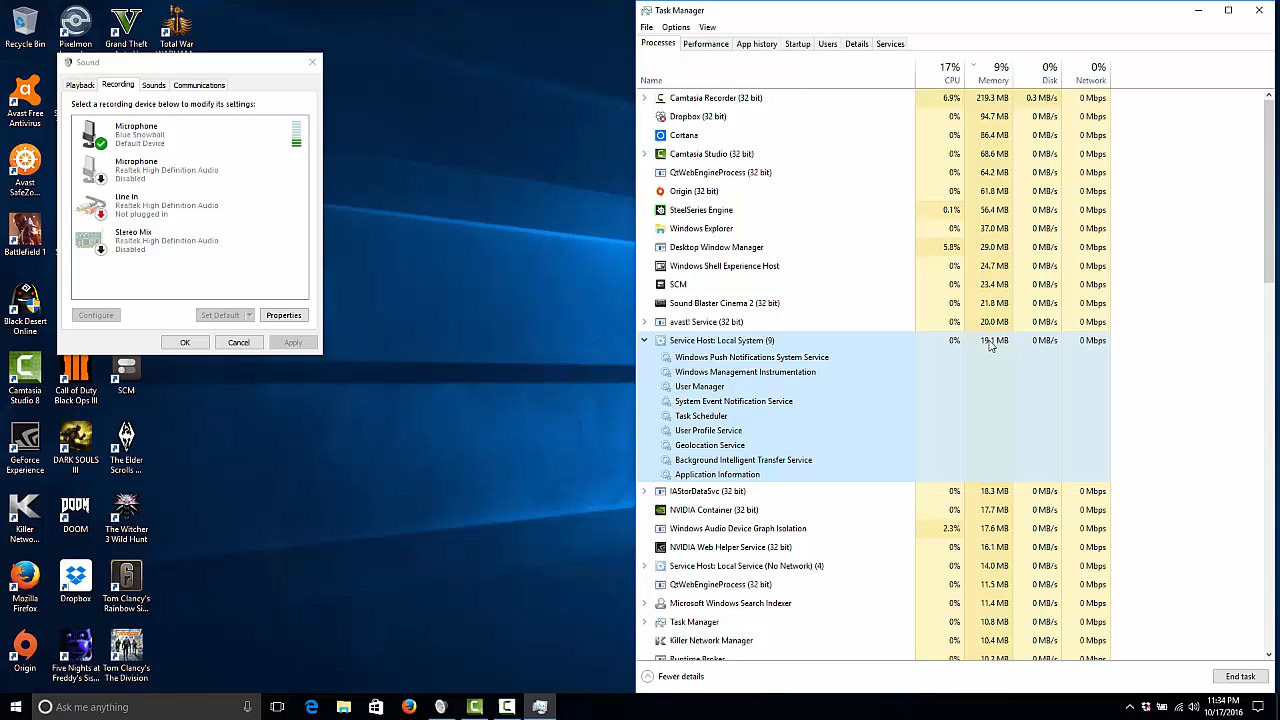 Recycle Bin
Pixelmon
Grand Theft
Total War
Avast Free
Antivirus
Avast
SafeZo...
Battlefield 1
Black Desert
Online
Camtasia
Studio 8
Call of Duty
Black Ops III
SCM
GeForce
Experience
DARK SOULS
III
The Elder
Scrolls ...
Killer
Netwo...
DOOM
The Witcher
3 Wild Hunt
Mozilla
Firefox
Dropbox
Tom Clancy's
Rainbow Si...
Origin
Five Nights at
Freddy's Sis...
Tom Clancy's
The Division
Sound
Playback
Recording
Sounds
Communications
Select a recording device below to modify its settings:
Microphone
Blue Snowball
Default Device
Microphone
Realtek High Definition Audio
Disabled
Line In
Realtek High Definition Audio
Not plugged in
Stereo Mix
Realtek High Definition Audio
Disabled
Configure
Set Default
Properties
OK
Cancel
Apply
Task Manager
File Options View
Processes Performance App history Startup Users Details Services
17% 9% 0% 0%
Name CPU Memory Disk Network
Camtasia Recorder (32 bit) 6.9% 219.3 MB 0.3 MB/s 0 Mbps
Dropbox (32 bit) 0% 94.7 MB 0 MB/s 0 Mbps
Cortana 0% 86.4 MB 0 MB/s 0 Mbps
Camtasia Studio (32 bit) 0% 68.6 MB 0 MB/s 0 Mbps
QtWebEngineProcess (32 bit) 0% 64.2 MB 0 MB/s 0 Mbps
Origin (32 bit) 0% 61.8 MB 0 MB/s 0 Mbps
SteelSeries Engine 0.1% 56.4 MB 0 MB/s 0 Mbps
Windows Explorer 0% 37.0 MB 0 MB/s 0 Mbps
Desktop Window Manager 5.8% 29.0 MB 0 MB/s 0 Mbps
Windows Shell Experience Host 0% 24.7 MB 0 MB/s 0 Mbps
SCM 0% 23.4 MB 0 MB/s 0 Mbps
Sound Blaster Cinema 2 (32 bit) 0% 21.8 MB 0 MB/s 0 Mbps
avast! Service (32 bit) 0% 20.0 MB 0 MB/s 0 Mbps
Service Host: Local System (9) 0% 19.1 MB 0 MB/s 0 Mbps
Windows Push Notifications System Service
Windows Management Instrumentation
User Manager
System Event Notification Service
Task Scheduler
User Profile Service
Geolocation Service
Background Intelligent Transfer Service
Application Information
IAStorDataSvc (32 bit) 0% 18.3 MB 0 MB/s 0 Mbps
NVIDIA Container (32 bit) 0% 17.7 MB 0 MB/s 0 Mbps
Windows Audio Device Graph Isolation 2.3% 17.6 MB 0 MB/s 0 Mbps
NVIDIA Web Helper Service (32 bit) 0% 16.1 MB 0 MB/s 0 Mbps
Service Host: Local Service (No Network) (4) 0% 14.0 MB 0 MB/s 0 Mbps
QtWebEngineProcess (32 bit) 0% 11.5 MB 0 MB/s 0 Mbps
Microsoft Windows Search Indexer 0% 11.4 MB 0 MB/s 0 Mbps
Task Manager 0% 10.8 MB 0 MB/s 0 Mbps
Killer Network Manager 0% 10.4 MB 0 MB/s 0 Mbps
Runtime Broker 0% 10.2 MB 0 MB/s 0 Mbps
Fewer details
End task
Ask me anything
11:34 PM
10/17/2016